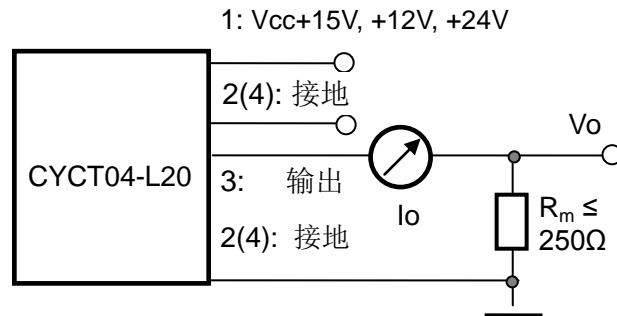 1: Vcc+15V, +12V, +24V
2(4): 接地
Vo
CYCT04-L20
3: 输出
Io
Rₘ ≤
250Ω
2(4): 接地